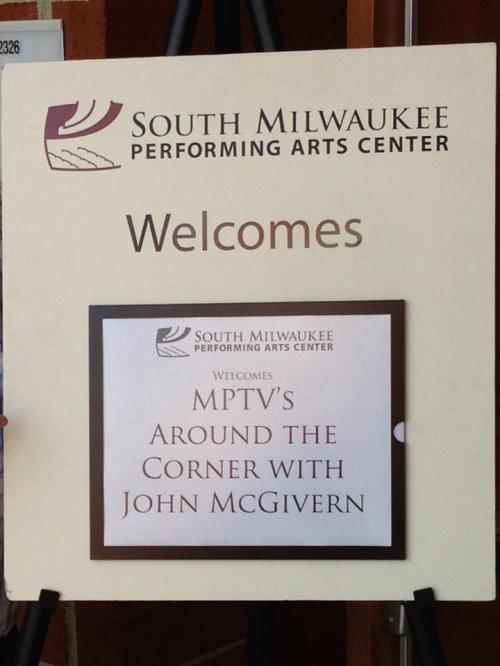 2326
South Milwaukee
Performing Arts Center
Welcomes
South Milwaukee
Performing Arts Center
Welcomes
MPTV's
Around the
Corner with
John McGivern